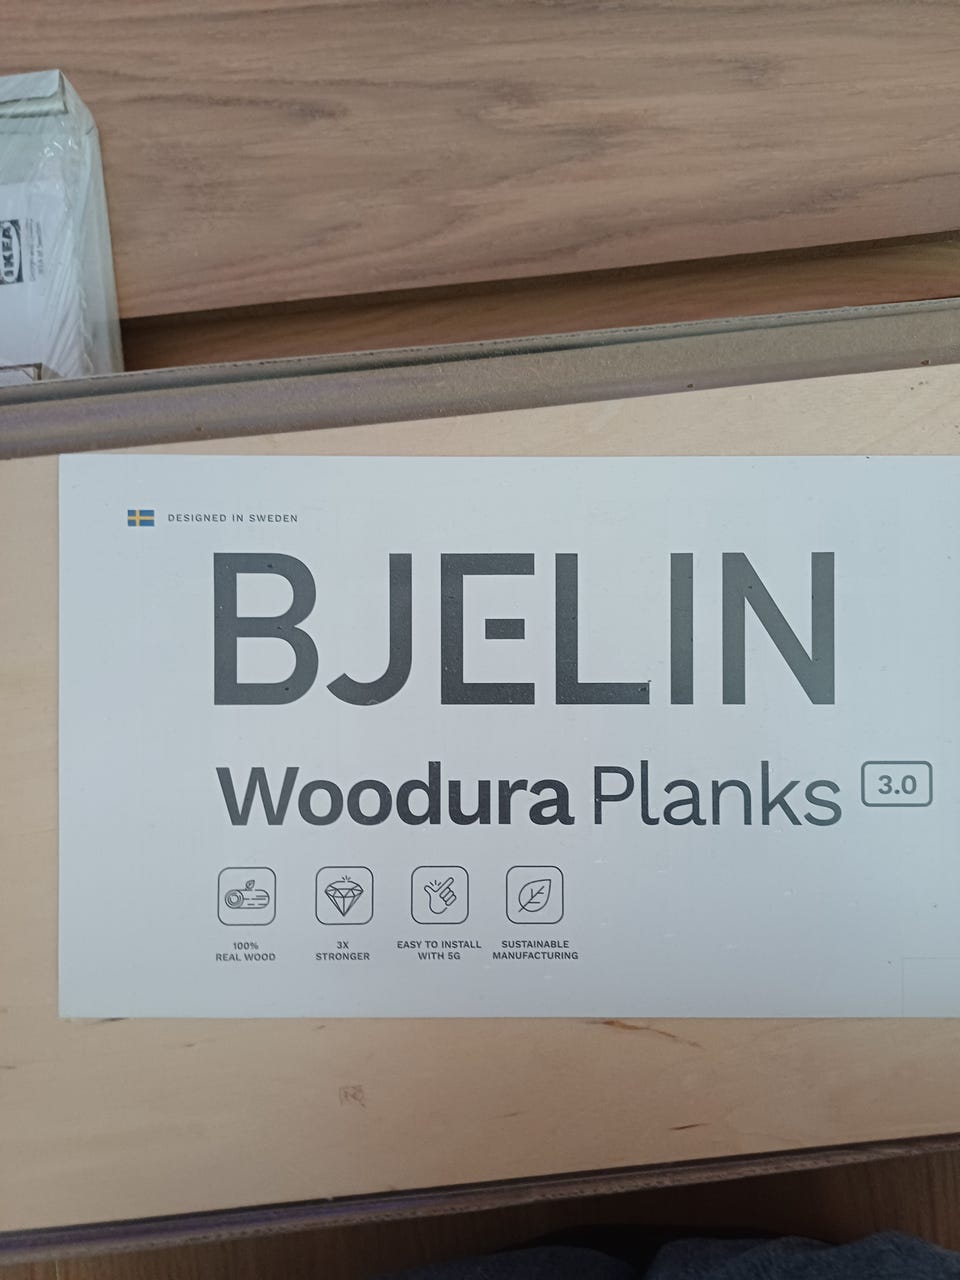 IKEA
DESIGNED IN SWEDEN
BJELIN
Woodura Planks 3.0
100%
REAL WOOD
3X
STRONGER
EASY TO INSTALL
WITH 5G
SUSTAINABLE
MANUFACTURING